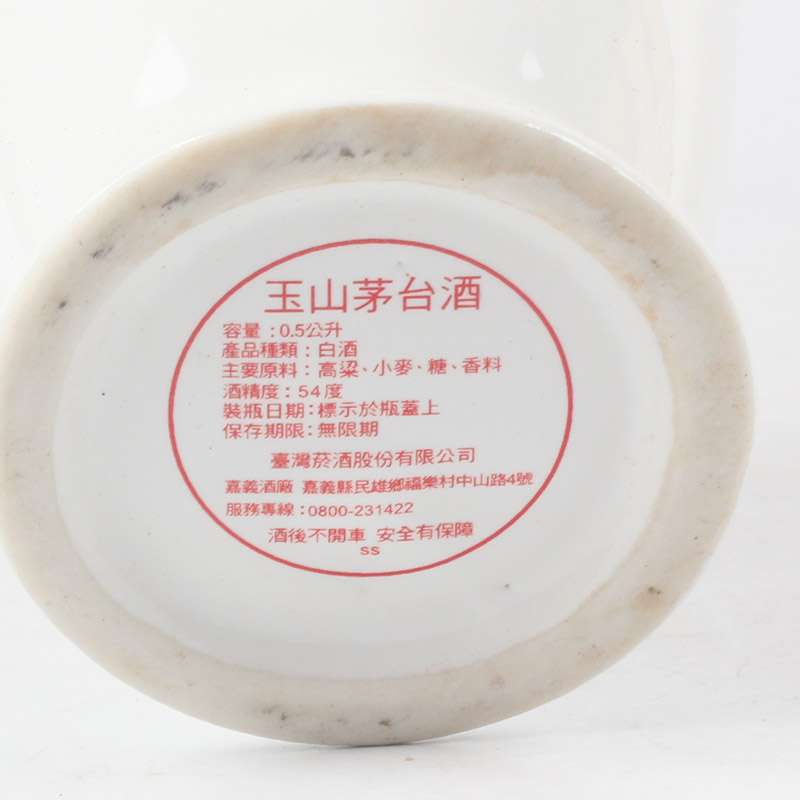 玉山茅台酒
容量：0.5公升
產品種類：白酒
主要原料：高粱、小麥、糖、香料
酒精度：54度
裝瓶日期：標示於瓶蓋上
保存期限：無限期
臺灣菸酒股份有限公司
嘉義酒廠 嘉義縣民雄鄉福樂村中山路4號
服務專線：0800-231422
酒後不開車 安全有保障
SS